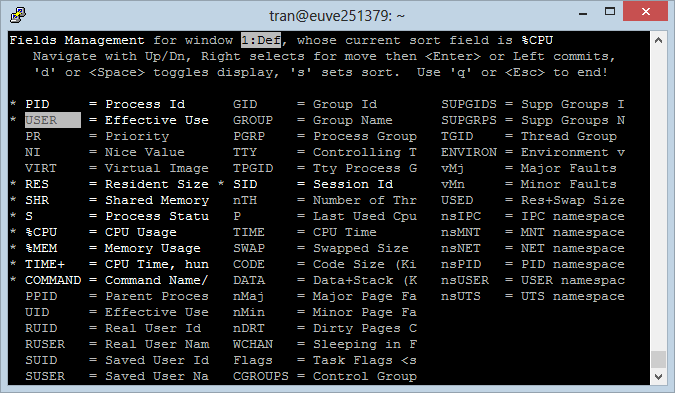 tran@euve251379: ~
Fields Management for window 1:Def, whose current sort field is %CPU
Navigate with Up/Dn, Right selects for move then <Enter> or Left commits,
'd' or <Space> toggles display, 's' sets sort.  Use 'q' or <Esc> to end!
* PID     = Process Id       GID     = Group Id         SUPGIDS = Supp Groups I
* USER    = Effective Use    GROUP   = Group Name       SUPGRPS = Supp Groups N
PR      = Priority         PGRP    = Process Group    TGID    = Thread Group
NI      = Nice Value       TTY     = Controlling T    ENVIRON = Environment v
VIRT    = Virtual Image    TPGID   = Tty Process G    vMj     = Major Faults
* RES     = Resident Size  * SID     = Session Id       vMn     = Minor Faults
* SHR     = Shared Memory    nTH     = Number of Thr    USED    = Res+Swap Size
* S       = Process Statu    P       = Last Used Cpu    nsIPC   = IPC namespace
* %CPU    = CPU Usage        TIME    = CPU Time         nsMNT   = MNT namespace
* %MEM    = Memory Usage     SWAP    = Swapped Size     nsNET   = NET namespace
* TIME+   = CPU Time, hun    CODE    = Code Size (Ki    nsPID   = PID namespace
* COMMAND = Command Name/    DATA    = Data+Stack (K    nsUSER  = USER namespac
PPID    = Parent Proces    nMaj    = Major Page Fa    nsUTS   = UTS namespace
UID     = Effective Use    nMin    = Minor Page Fa
RUID    = Real User Id     nDRT    = Dirty Pages C
RUSER   = Real User Nam    WCHAN   = Sleeping in F
SUID    = Saved User Id    Flags   = Task Flags <s
SUSER   = Saved User Na    CGROUPS = Control Group